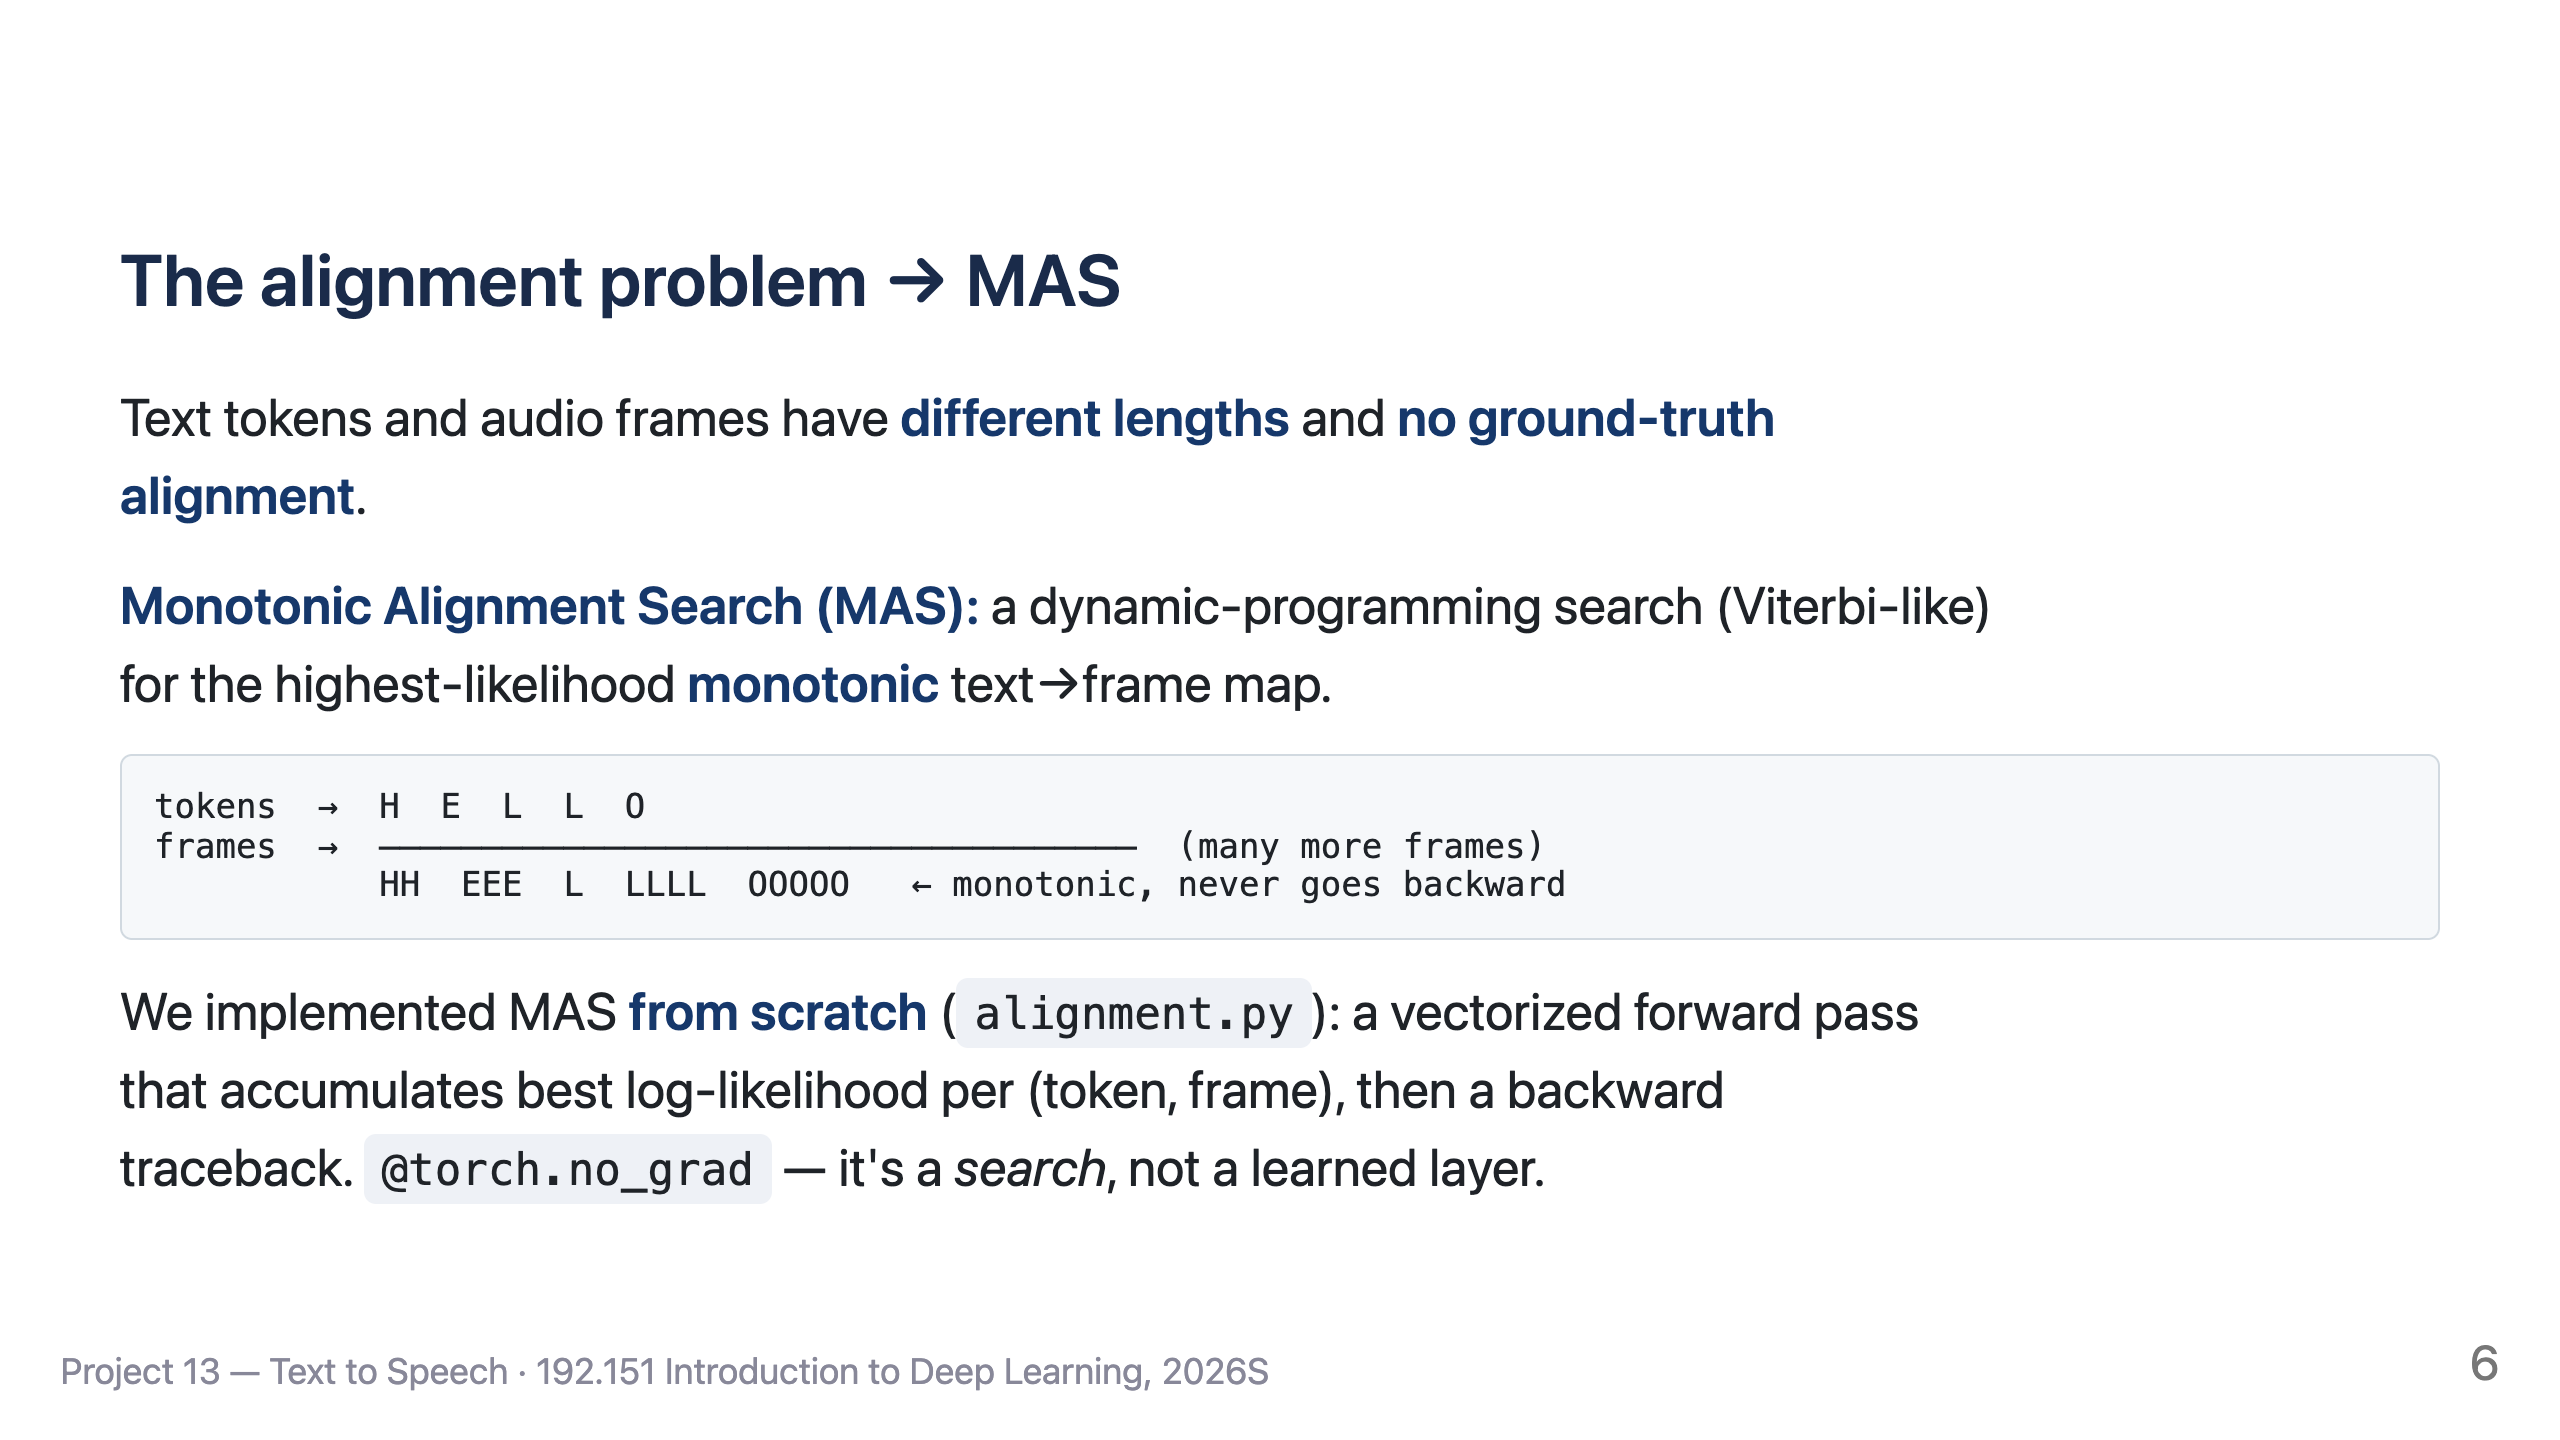 The alignment problem → MAS
Text tokens and audio frames have different lengths and no ground-truth
alignment.
Monotonic Alignment Search (MAS): a dynamic-programming search (Viterbi-like)
for the highest-likelihood monotonic text→frame map.
tokens  →  H  E  L  L  O
frames  →  ─────────────────────────────────────  (many more frames)
           HH  EEE  L  LLLL  OOOOO   ← monotonic, never goes backward
We implemented MAS from scratch ( alignment.py ): a vectorized forward pass
that accumulates best log-likelihood per (token, frame), then a backward
traceback. @torch.no_grad — it's a search, not a learned layer.
Project 13 — Text to Speech · 192.151 Introduction to Deep Learning, 2026S
6